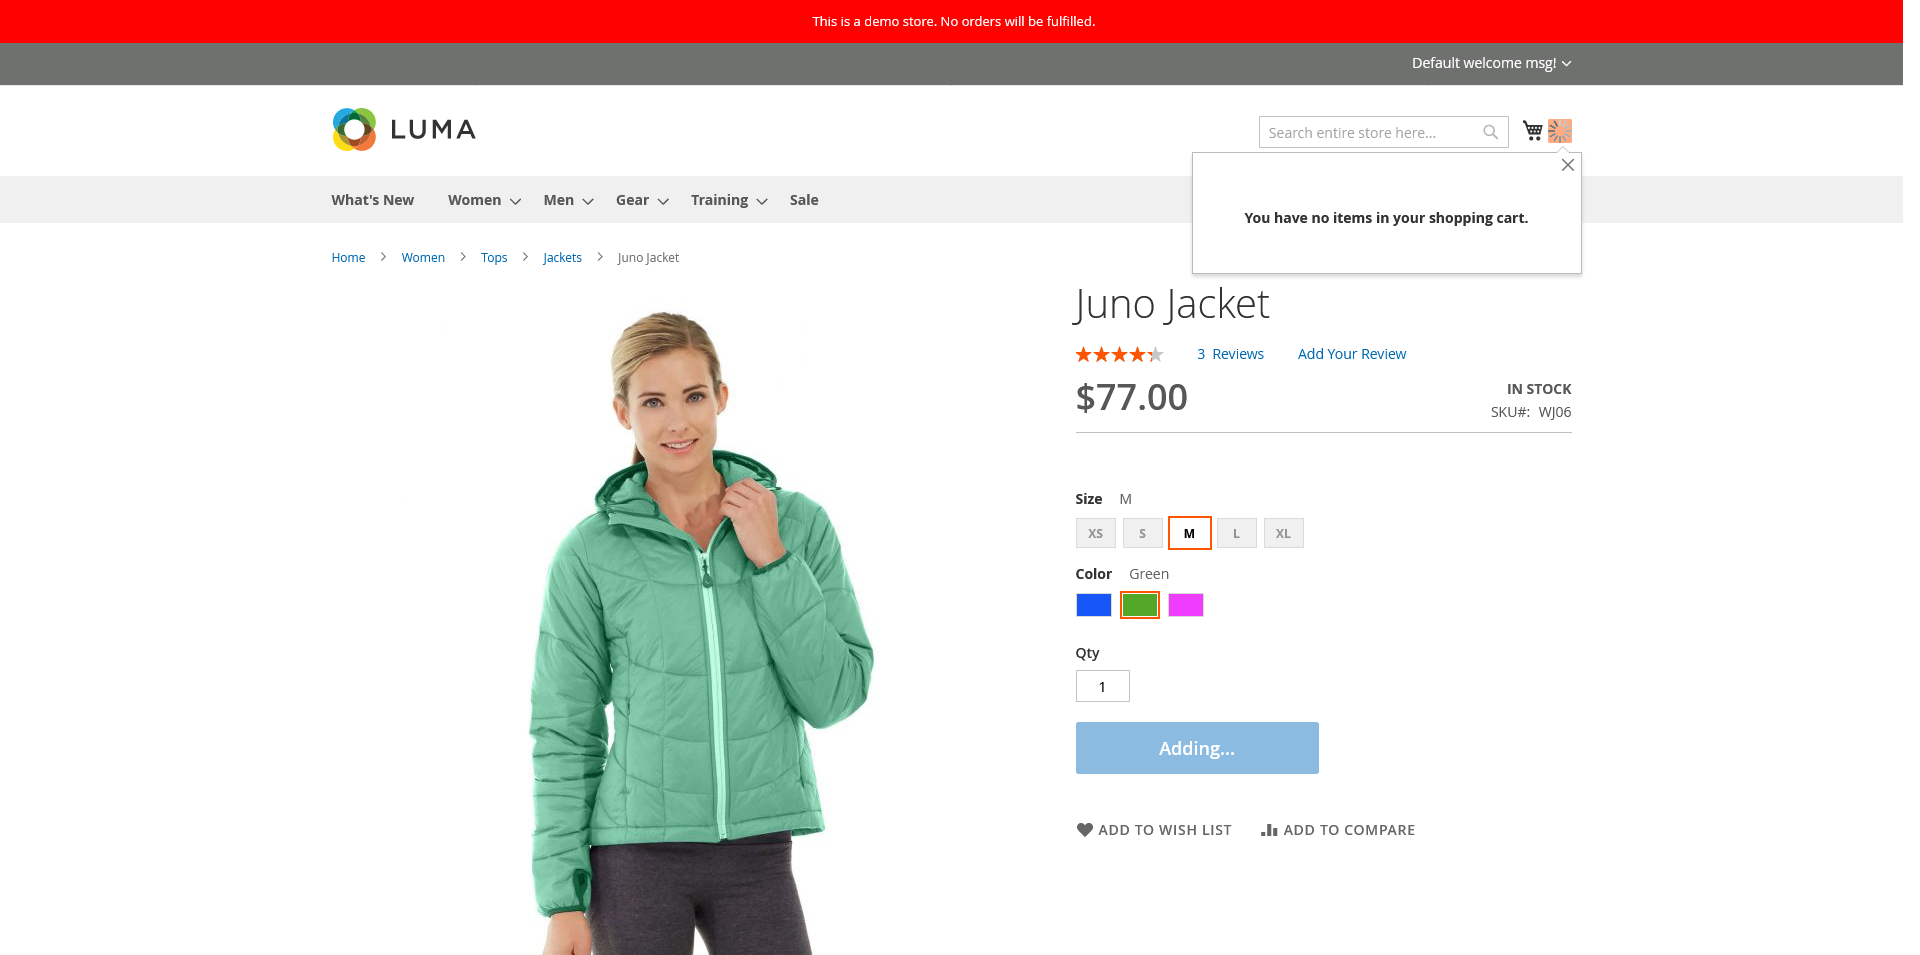 This is a demo store. No orders will be fulfilled.
Default welcome msg!
LUMA
Search entire store here...
You have no items in your shopping cart.
What's New Women Men Gear Training Sale
Home Women Tops Jackets Juno Jacket
Juno Jacket
3 Reviews Add Your Review
$77.00
IN STOCK
SKU#: WJ06
Size M
XS S M L XL
Color Green
Qty
1
Adding...
ADD TO WISH LIST ADD TO COMPARE